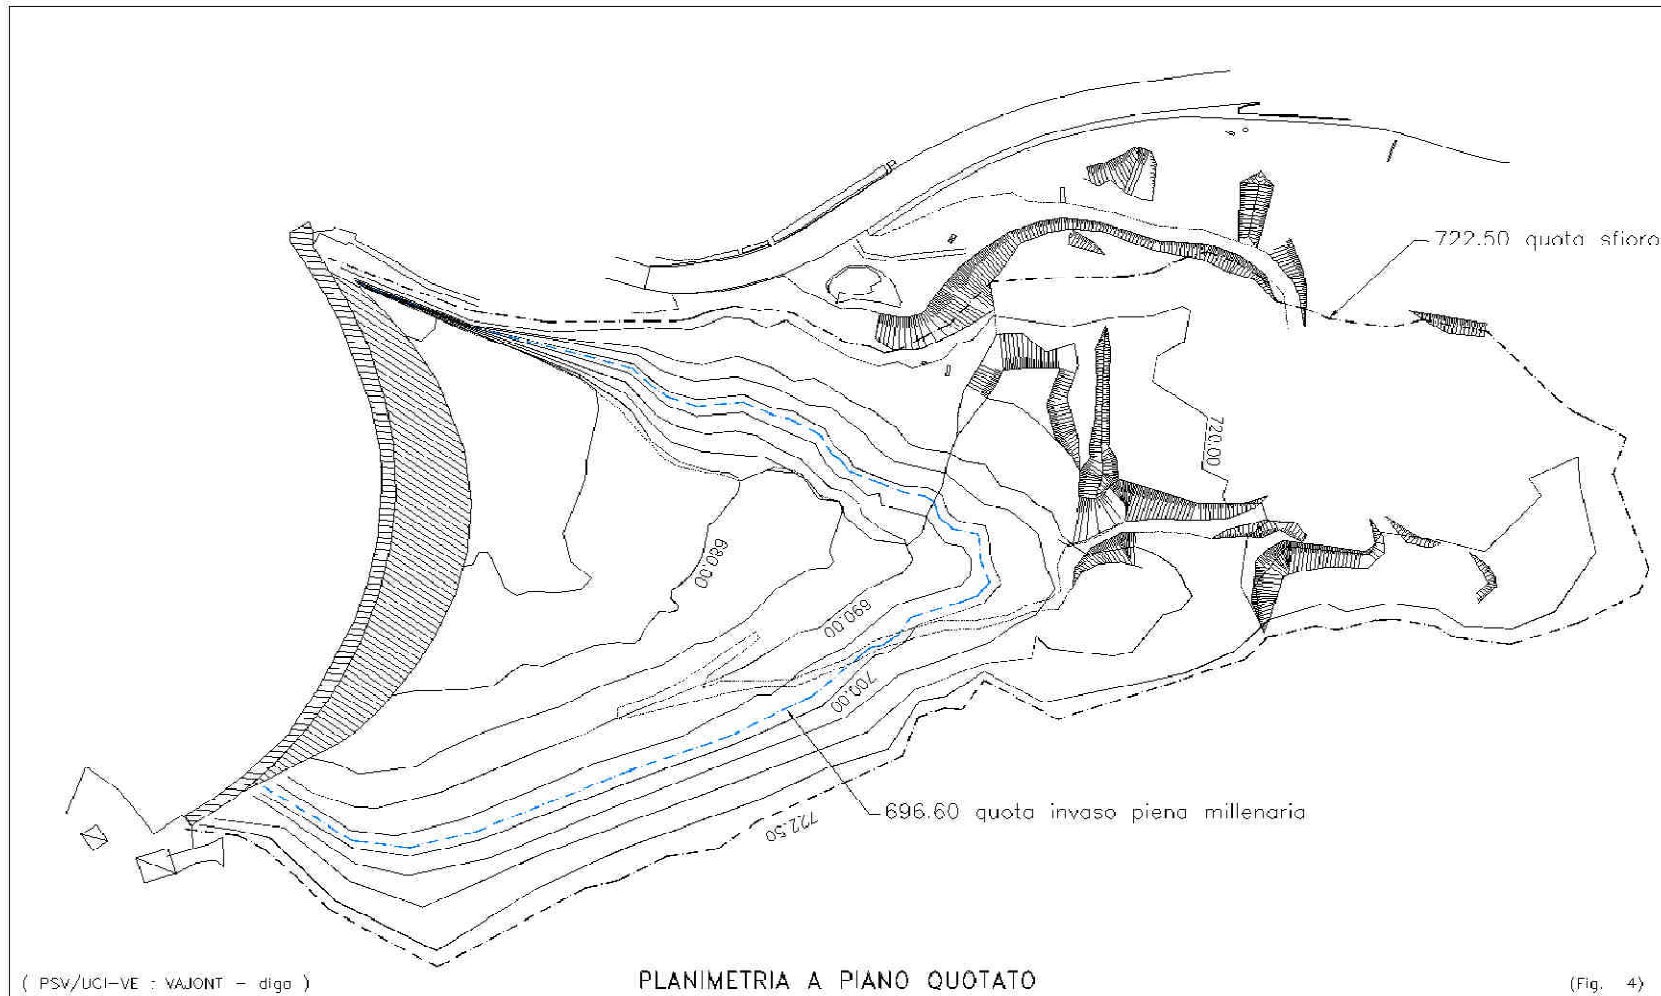 722.50 quota sfioro
720.00
680.00
690.00
700.00
696.60 quota invaso piena millenaria
722.50
( PSV/UCI-VE : VAJONT - diga )
PLANIMETRIA A PIANO QUOTATO
(Fig. 4)